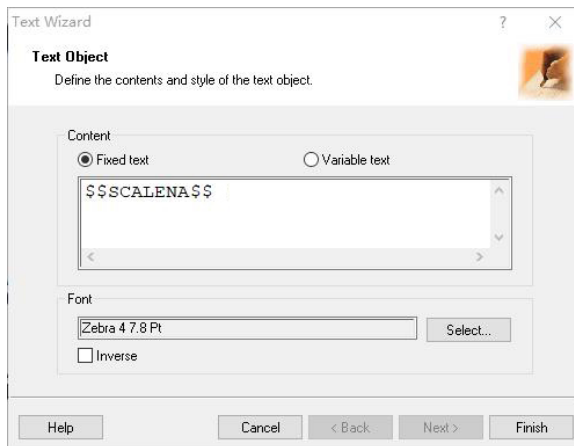 Text Wizard ? ×
Text Object
Define the contents and style of the text object.
Content
Fixed text Variable text
$$SCALENA$$
Font
Zebra 4 7.8 Pt Select...
Inverse
Help Cancel < Back Next > Finish